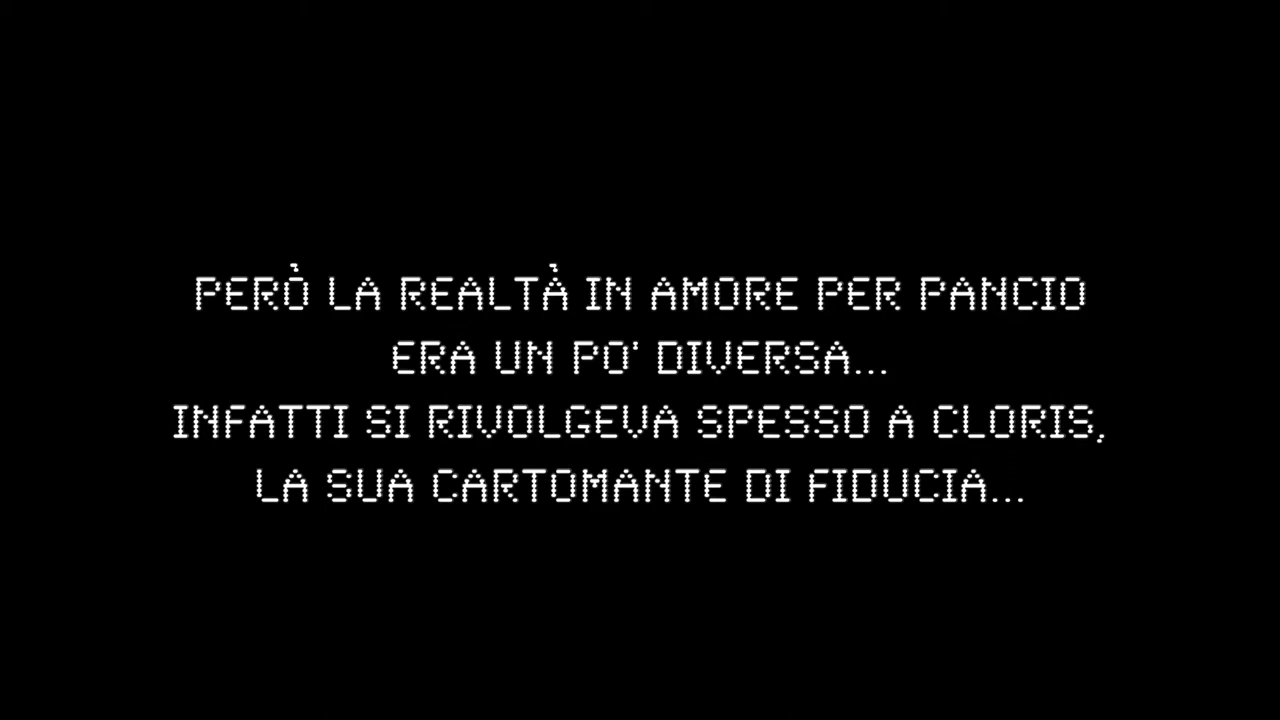 PERÒ LA REALTÀ IN AMORE PER PANCIO
ERA UN PO' DIVERSA...
INFATTI SI RIVOLGEVA SPESSO A CLORIS,
LA SUA CARTOMANTE DI FIDUCIA...